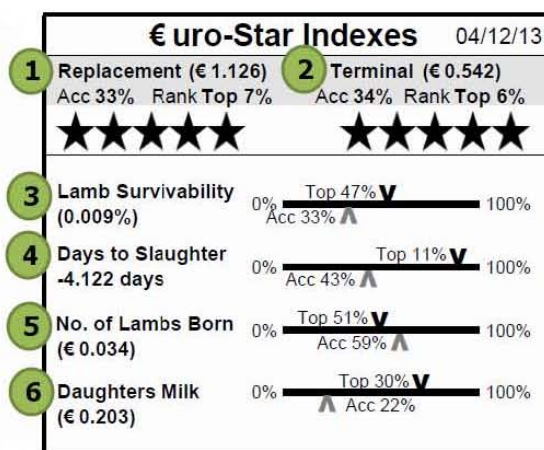 € uro-Star Indexes 04/12/13
1 Replacement (€ 1.126) 2 Terminal (€ 0.542)
Acc 33% Rank Top 7% Acc 34% Rank Top 6%
3 Lamb Survivability
(0.009%)
0% Top 47% 100%
Acc 33%
4 Days to Slaughter
-4.122 days
0% Top 11% 100%
Acc 43%
5 No. of Lambs Born
(€ 0.034)
0% Top 51% 100%
Acc 59%
6 Daughters Milk
(€ 0.203)
0% Top 30% 100%
Acc 22%